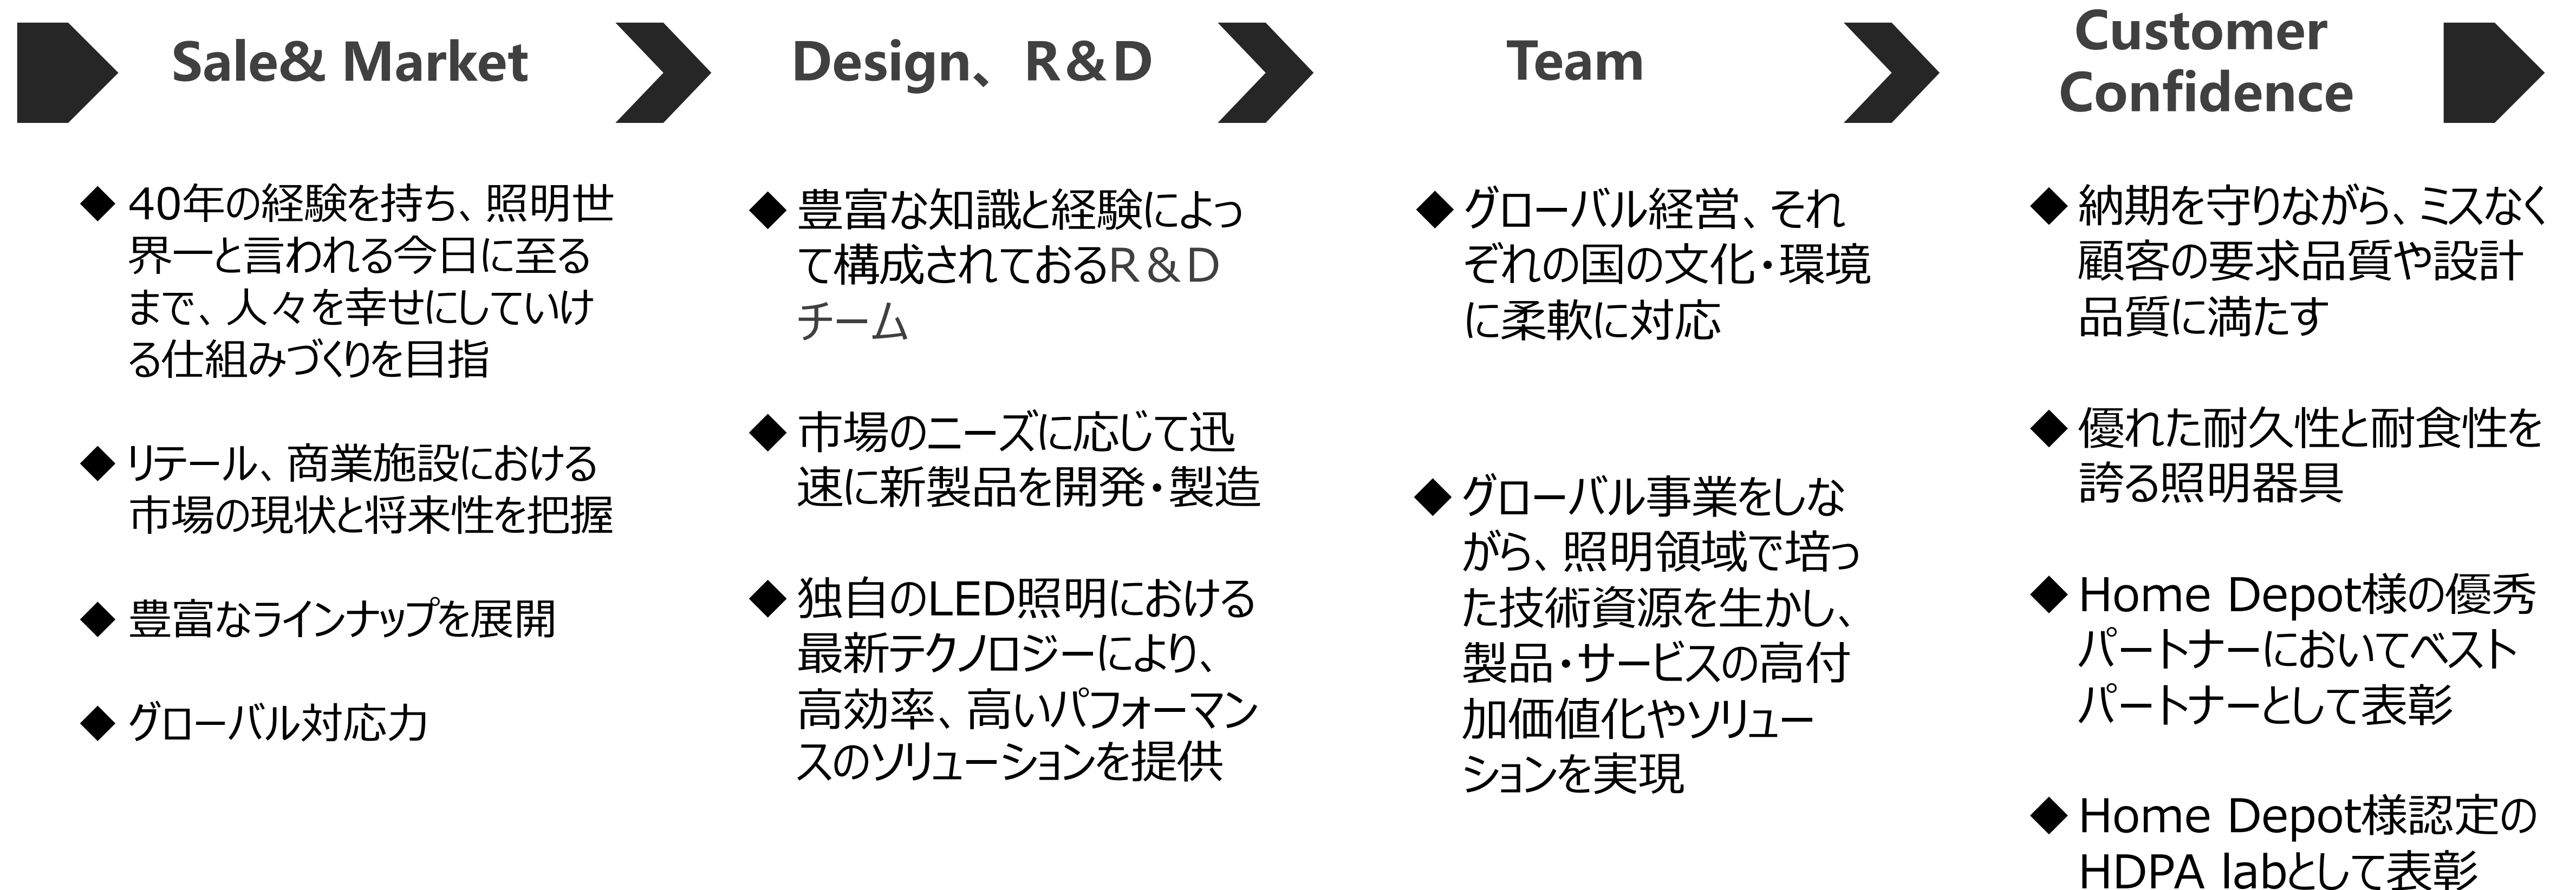 Sale& Market
40年の経験を持ち、照明世
界一と言われる今日に至る
まで、人々を幸せにしていけ
る仕組みづくりを目指
リテール、商業施設における
市場の現状と将来性を把握
豊富なラインナップを展開
グローバル対応力
Design、R＆D
豊富な知識と経験によっ
て構成されておるR＆D
チーム
市場のニーズに応じて迅
速に新製品を開発・製造
独自のLED照明における
最新テクノロジーにより、
高効率、高いパフォーマン
スのソリューションを提供
Team
グローバル経営、それ
ぞれの国の文化・環境
に柔軟に対応
グローバル事業をしな
がら、照明領域で培っ
た技術資源を生かし、
製品・サービスの高付
加価値化やソリュー
ションを実現
Customer
Confidence
納期を守りながら、ミスなく
顧客の要求品質や設計
品質に満たす
優れた耐久性と耐食性を
誇る照明器具
Home Depot様の優秀
パートナーにおいてベスト
パートナーとして表彰
Home Depot様認定の
HDPA labとして表彰